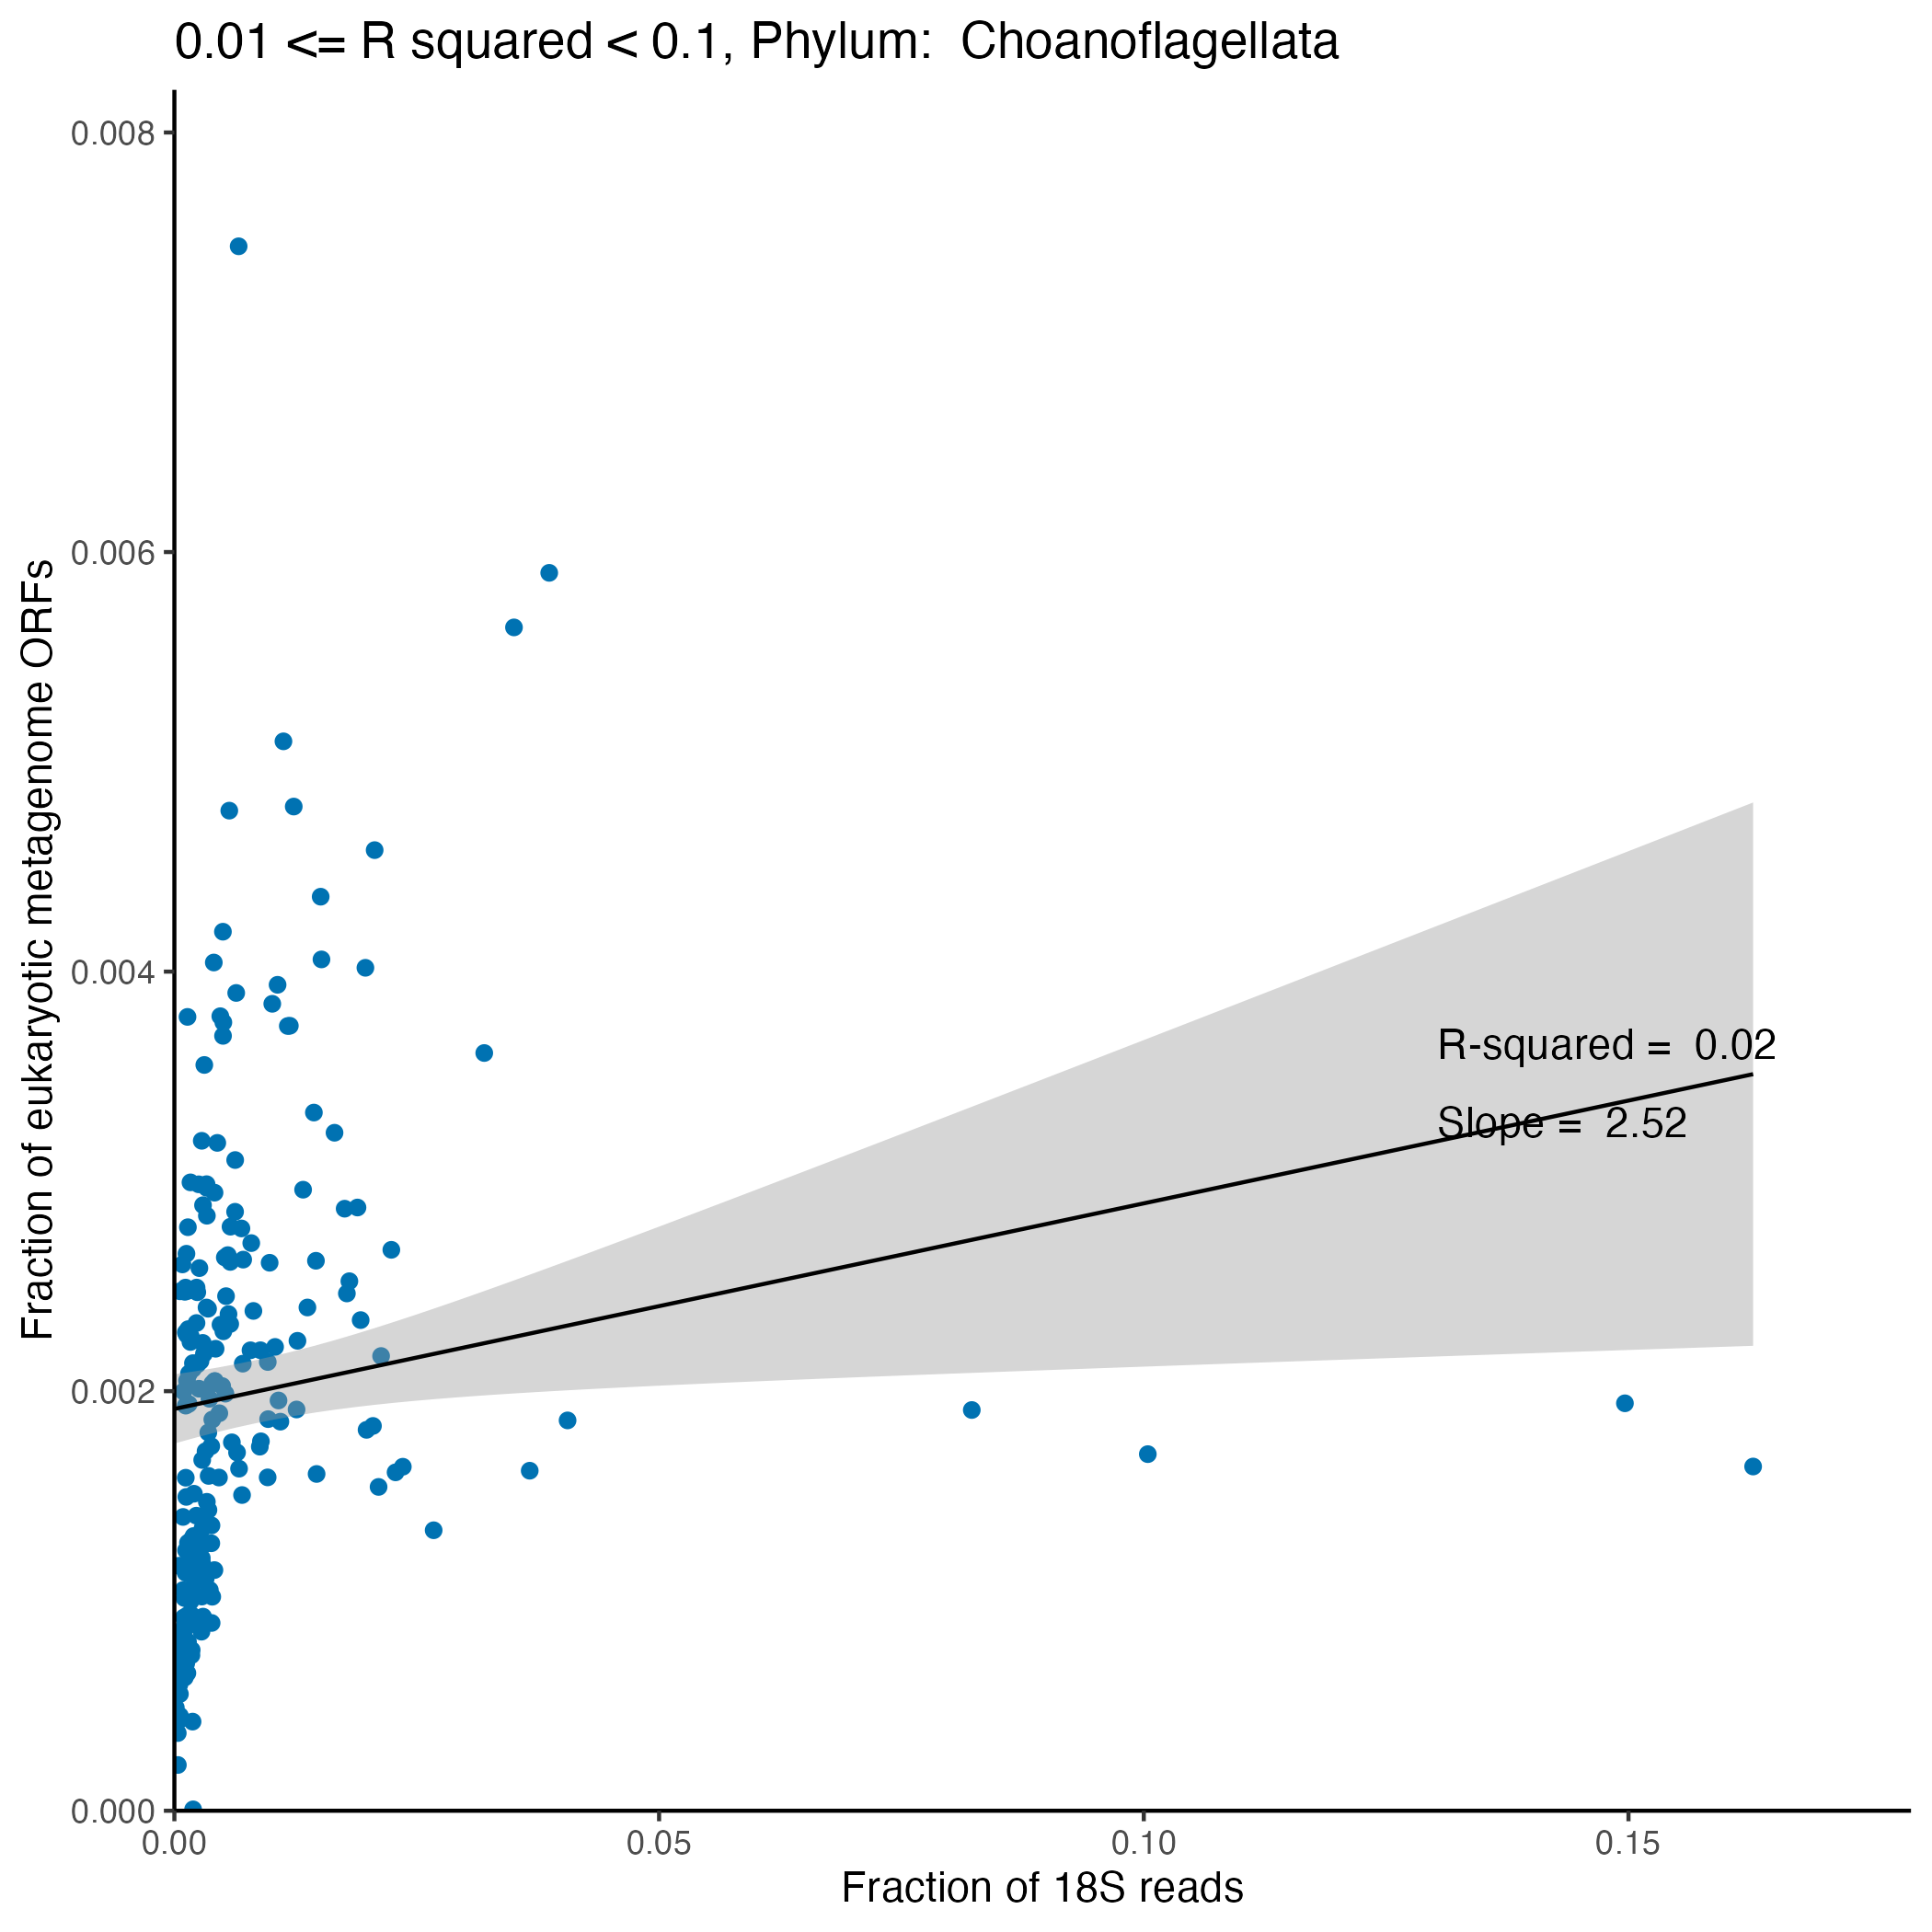 0.01 <= R squared < 0.1, Phylum:  Choanoflagellata
0.008
0.006
0.004
0.002
0.000
Fraction of eukaryotic metagenome ORFs
R-squared =  0.02
Slope =  2.52
0.00
0.05
0.10
0.15
Fraction of 18S reads